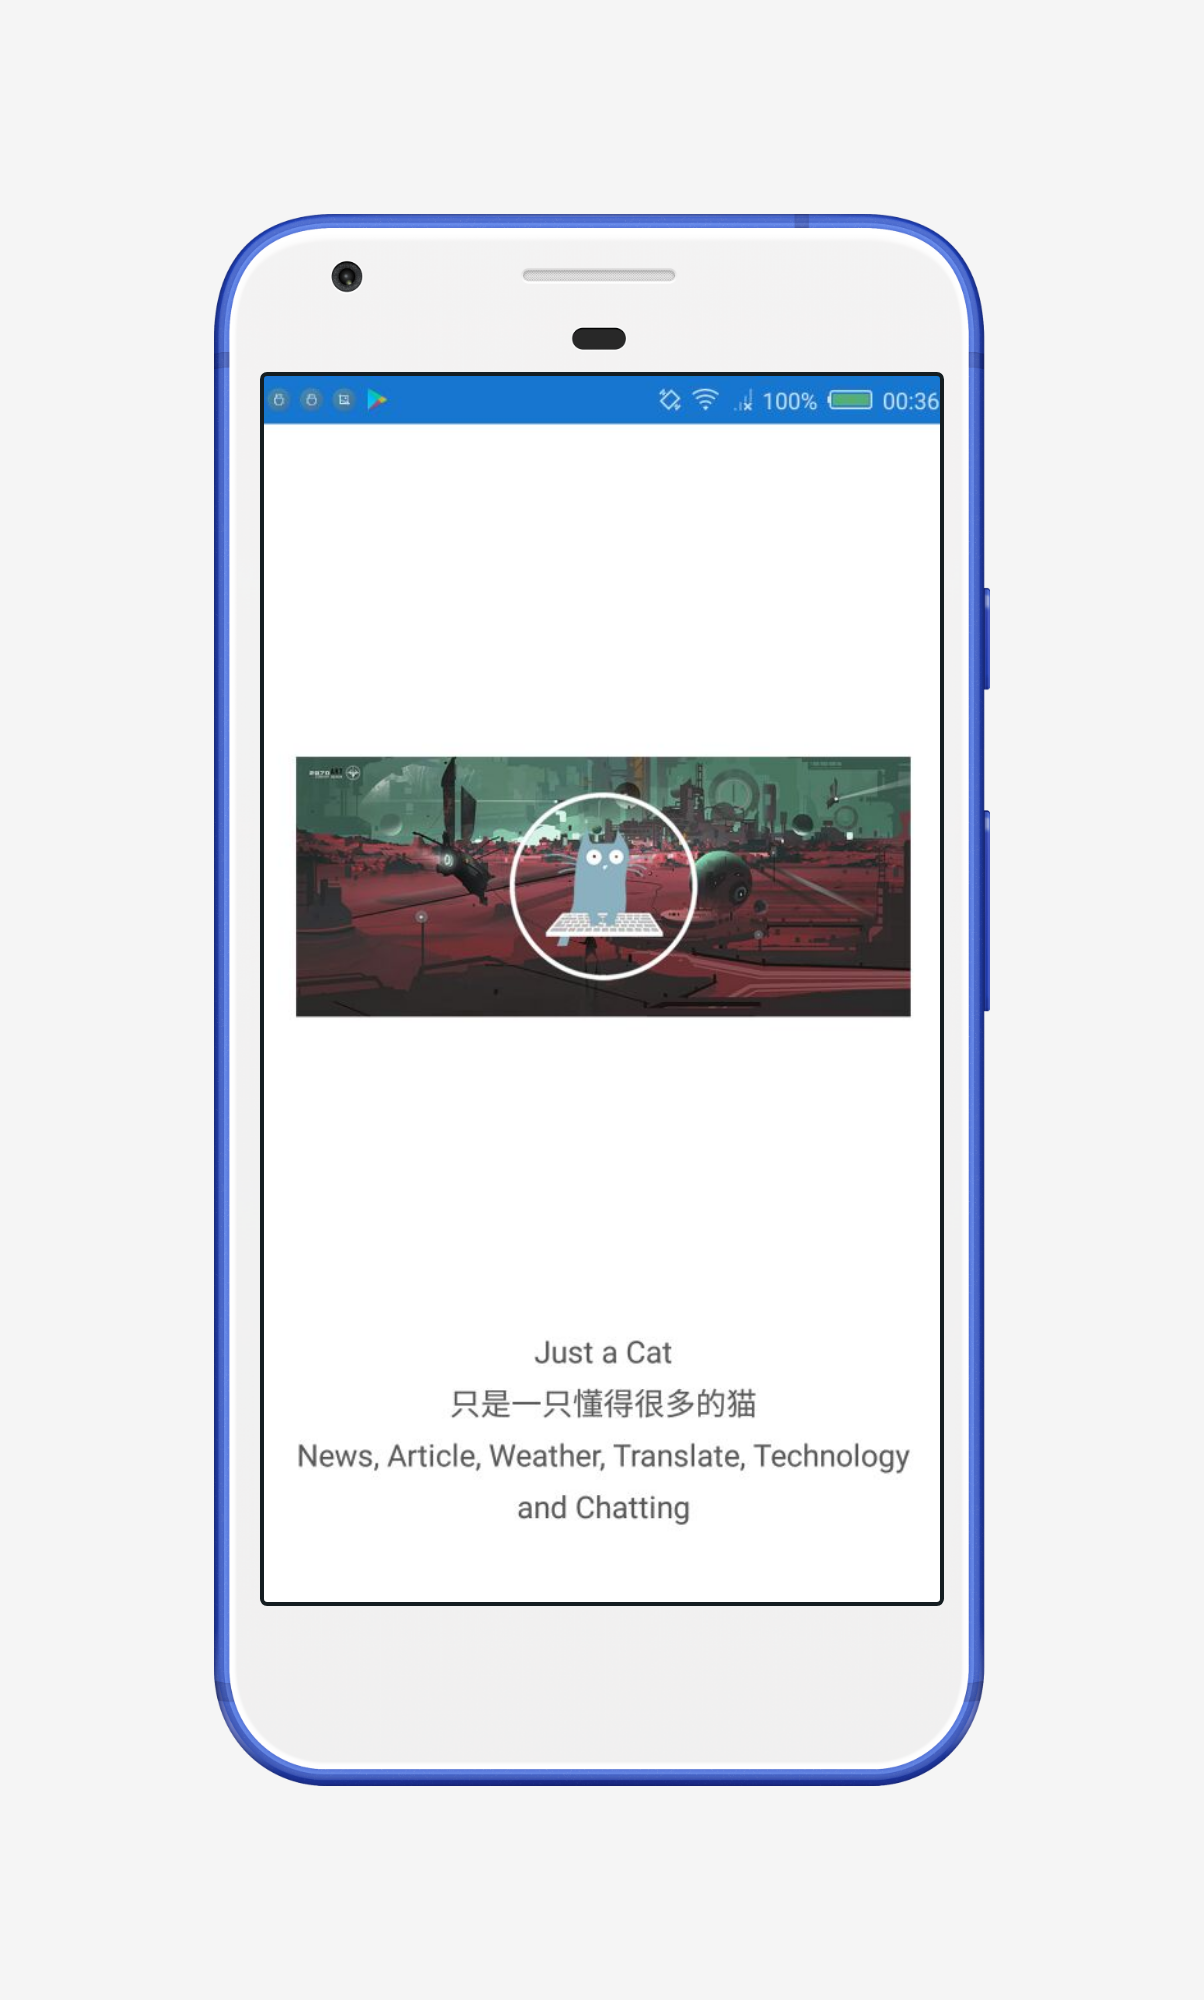 100% 00:36
Just a Cat
只是一只懂得很多的猫
News, Article, Weather, Translate, Technology
and Chatting